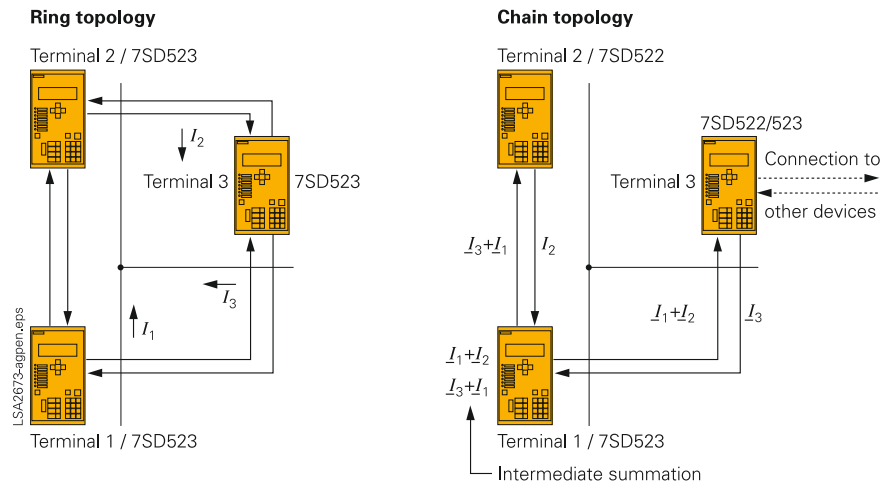 Ring topology
Terminal 2 / 7SD523
I2
Terminal 3
7SD523
I3
I1
LSA2673-agpen.eps
Terminal 1 / 7SD523
Chain topology
Terminal 2 / 7SD522
7SD522/523
Connection to
Terminal 3
other devices
I3+I1
I2
I1+I2
I3
I1+I2
I3+I1
Terminal 1 / 7SD523
Intermediate summation